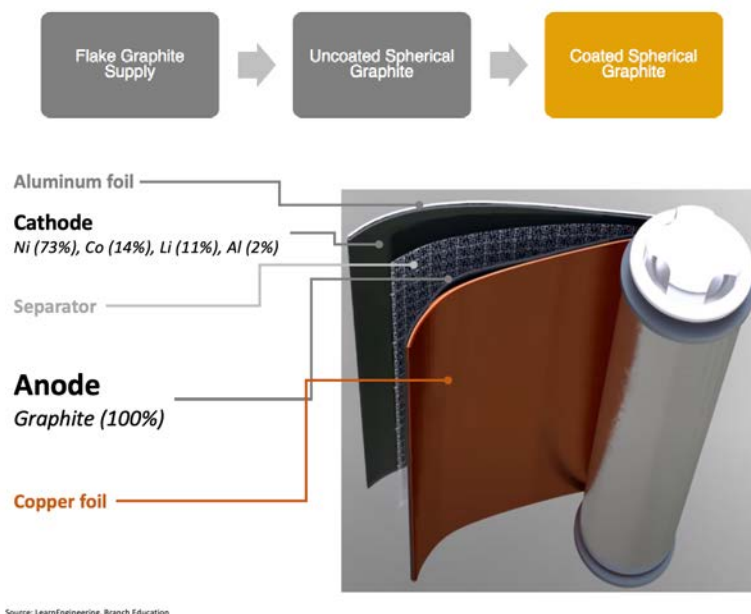 Flake Graphite
Supply
Uncoated Spherical
Graphite
Coated Spherical
Graphite
Aluminum foil
Cathode
Ni (73%), Co (14%), Li (11%), Al (2%)
Separator
Anode
Graphite (100%)
Copper foil
Source: LearnEngineering, Branch Education